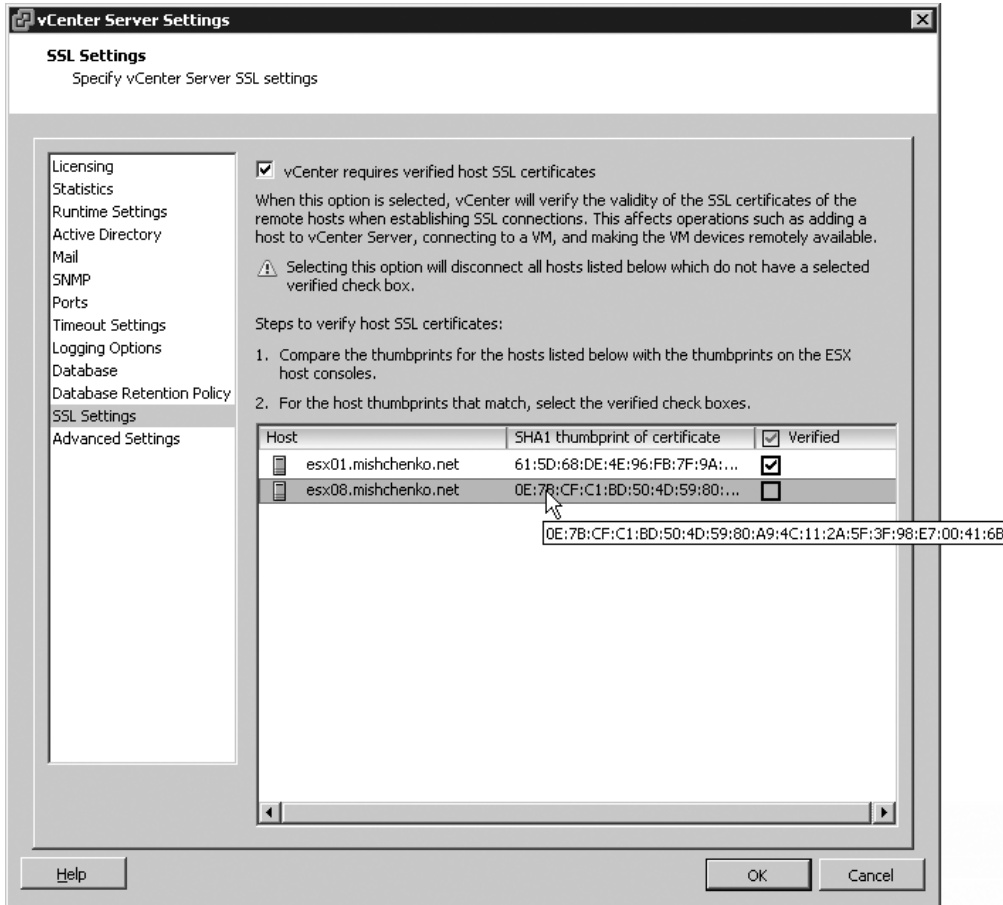 vCenter Server Settings
SSL Settings
Specify vCenter Server SSL settings
Licensing
Statistics
Runtime Settings
Active Directory
Mail
SNMP
Ports
Timeout Settings
Logging Options
Database
Database Retention Policy
SSL Settings
Advanced Settings
vCenter requires verified host SSL certificates
When this option is selected, vCenter will verify the validity of the SSL certificates of the
remote hosts when establishing SSL connections. This affects operations such as adding a
host to vCenter Server, connecting to a VM, and making the VM devices remotely available.
Selecting this option will disconnect all hosts listed below which do not have a selected
verified check box.
Steps to verify host SSL certificates:
1. Compare the thumbprints for the hosts listed below with the thumbprints on the ESX
host consoles.
2. For the host thumbprints that match, select the verified check boxes.
Host SHA1 thumbprint of certificate Verified
esx01.mishchenko.net 61:5D:68:DE:4E:96:FB:7F:9A:...
esx08.mishchenko.net 0E:7B:CF:C1:BD:50:4D:59:80:...
0E:7B:CF:C1:BD:50:4D:59:80:A9:4C:11:2A:5F:3F:98:E7:00:41:6B
Help OK Cancel